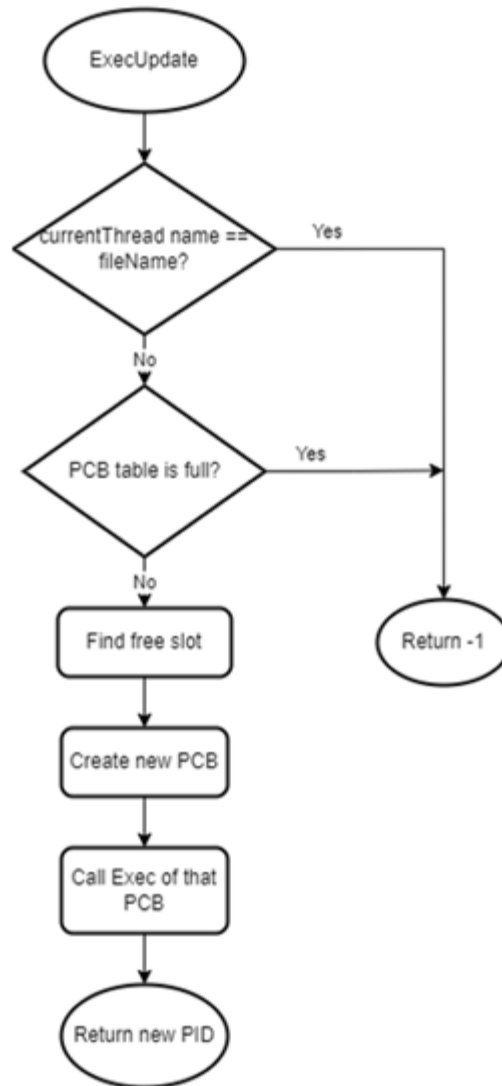 ExecUpdate
currentThread name ==
fileName?
Yes
No
PCB table is full?
Yes
No
Find free slot
Return -1
Create new PCB
Call Exec of that
PCB
Return new PID